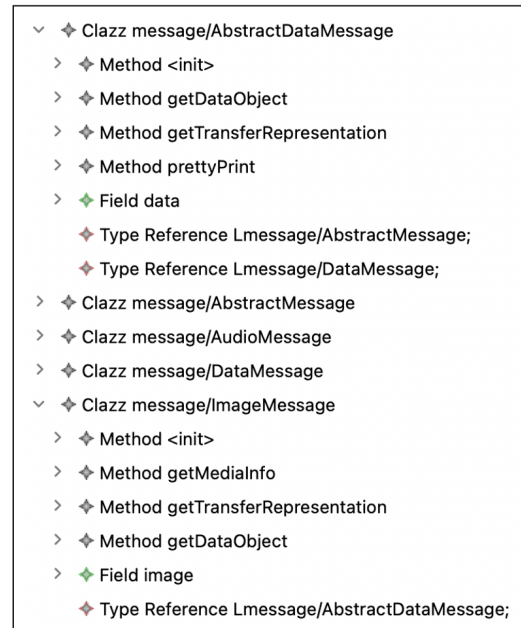 Clazz message/AbstractDataMessage
Method <init>
Method getDataObject
Method getTransferRepresentation
Method prettyPrint
Field data
Type Reference Lmessage/AbstractMessage;
Type Reference Lmessage/DataMessage;
Clazz message/AbstractMessage
Clazz message/AudioMessage
Clazz message/DataMessage
Clazz message/ImageMessage
Method <init>
Method getMediaInfo
Method getTransferRepresentation
Method getDataObject
Field image
Type Reference Lmessage/AbstractDataMessage;